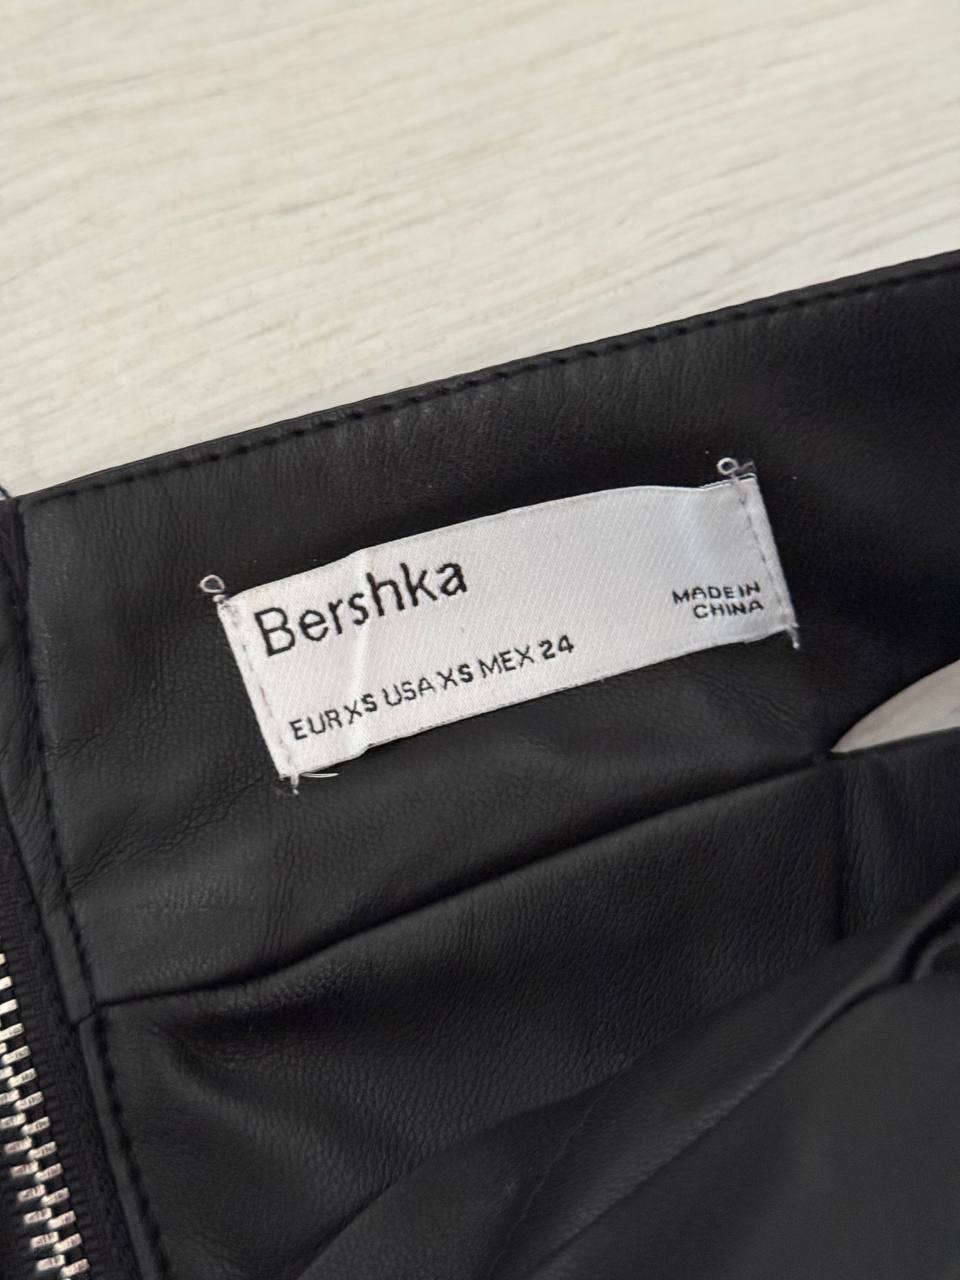 Bershka
EUR XS USA XS MEX 24
MADE IN
CHINA